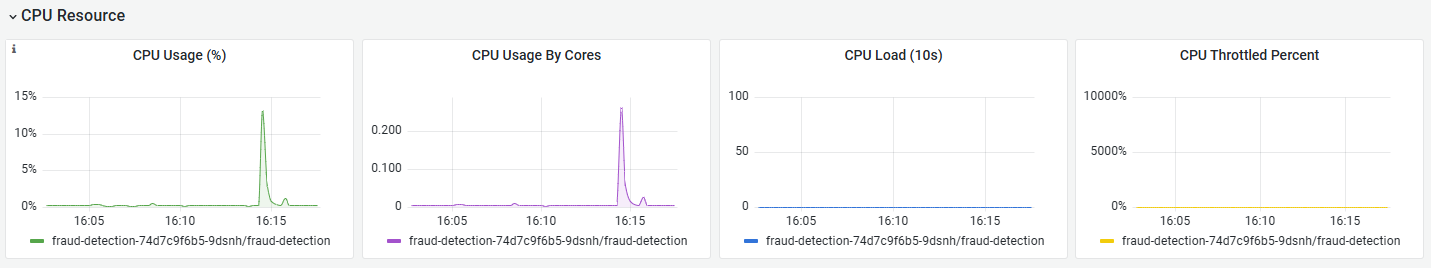 CPU Resource
i
CPU Usage (%)
15%
10%
5%
0%
16:05 16:10 16:15
fraud-detection-74d7c9f6b5-9dsnh/fraud-detection
CPU Usage By Cores
0.200
0.100
0
16:05 16:10 16:15
fraud-detection-74d7c9f6b5-9dsnh/fraud-detection
CPU Load (10s)
100
50
0
16:05 16:10 16:15
fraud-detection-74d7c9f6b5-9dsnh/fraud-detection
CPU Throttled Percent
10000%
5000%
0%
16:05 16:10 16:15
fraud-detection-74d7c9f6b5-9dsnh/fraud-detection